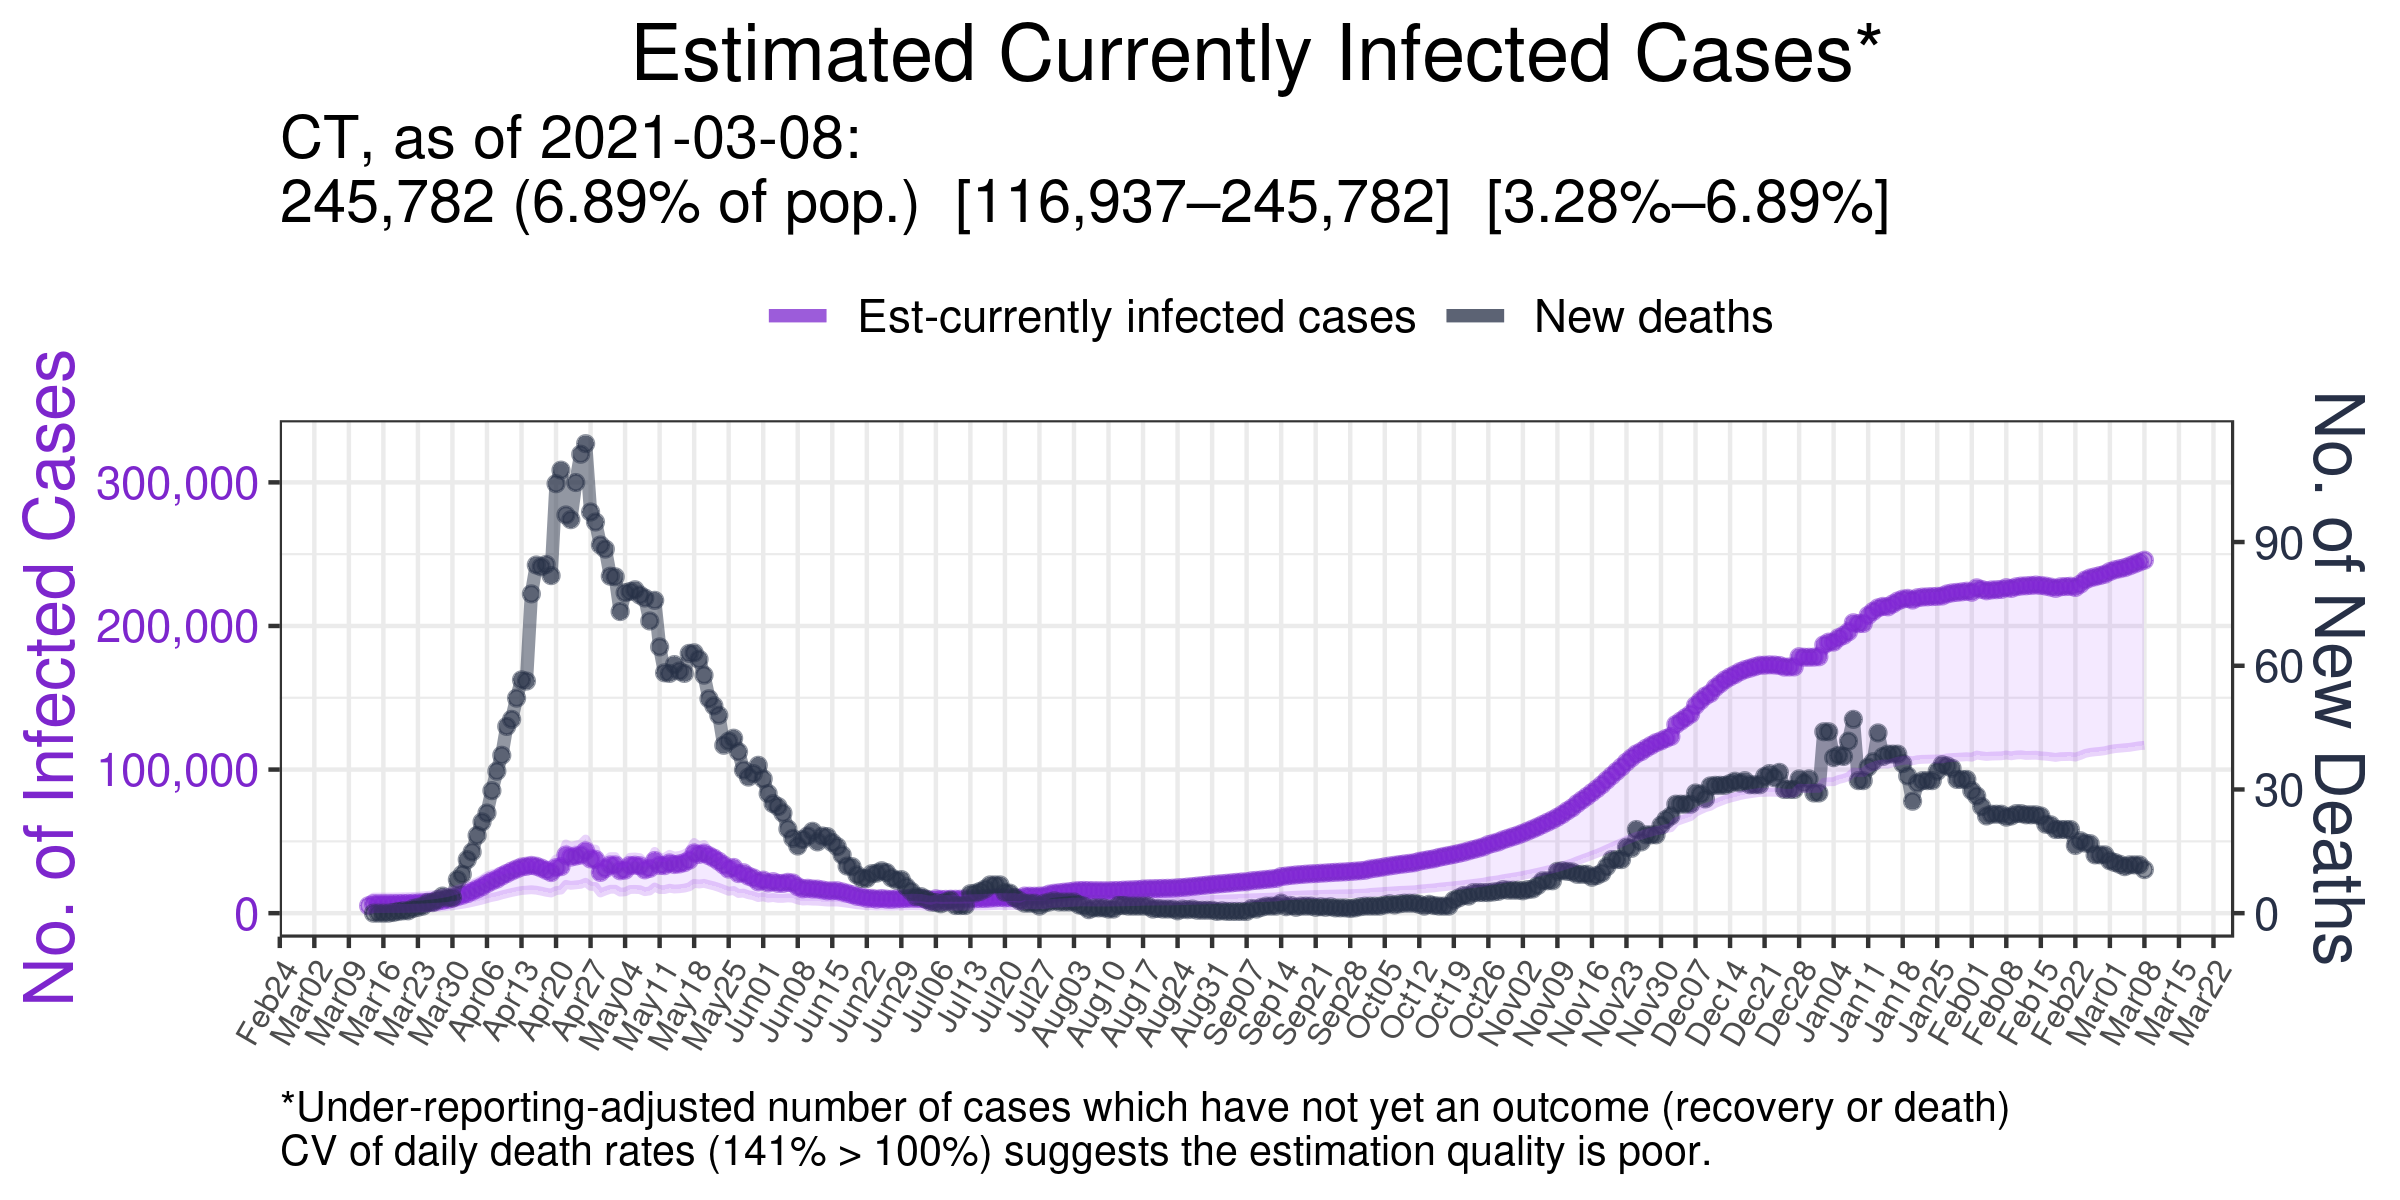 Estimated Currently Infected Cases*
CT, as of 2021-03-08:
245,782 (6.89% of pop.) [116,937–245,782] [3.28%–6.89%]
Est-currently infected cases New deaths
No. of Infected Cases
300,000
200,000
100,000
0
No. of New Deaths
90
60
30
0
Feb24
Mar02
Mar09
Mar16
Mar23
Mar30
Apr06
Apr13
Apr20
Apr27
May04
May11
May18
May25
Jun01
Jun08
Jun15
Jun22
Jun29
Jul06
Jul13
Jul20
Jul27
Aug03
Aug10
Aug17
Aug24
Aug31
Sep07
Sep14
Sep21
Sep28
Oct05
Oct12
Oct19
Oct26
Nov02
Nov09
Nov16
Nov23
Nov30
Dec07
Dec14
Dec21
Dec28
Jan04
Jan11
Jan18
Jan25
Feb01
Feb08
Feb15
Feb22
Mar01
Mar08
Mar15
Mar22
*Under-reporting-adjusted number of cases which have not yet an outcome (recovery or death)
CV of daily death rates (141% > 100%) suggests the estimation quality is poor.